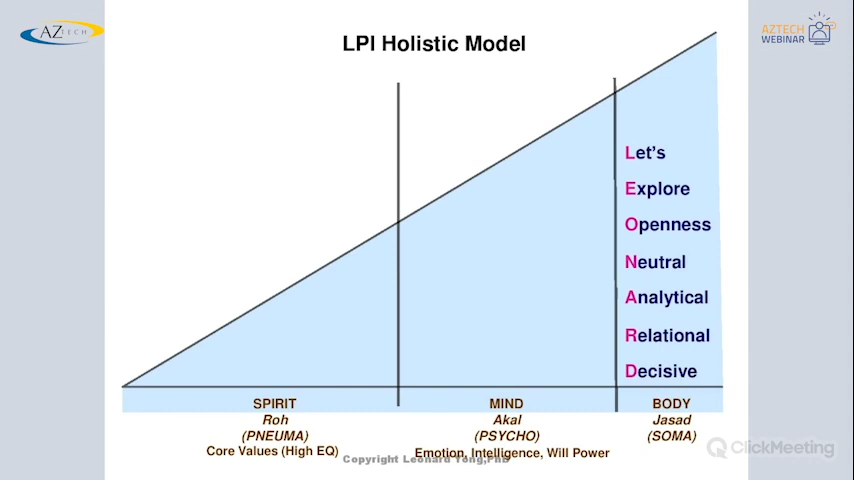 AZTECH
AZTECH
WEBINAR
LPI Holistic Model
Let's
Explore
Openness
Neutral
Analytical
Relational
Decisive
SPIRIT
Roh
(PNEUMA)
Core Values (High EQ)
MIND
Akal
(PSYCHO)
Emotion, Intelligence, Will Power
BODY
Jasad
(SOMA)
Copyright Leonard Yong,PhD
ClickMeeting